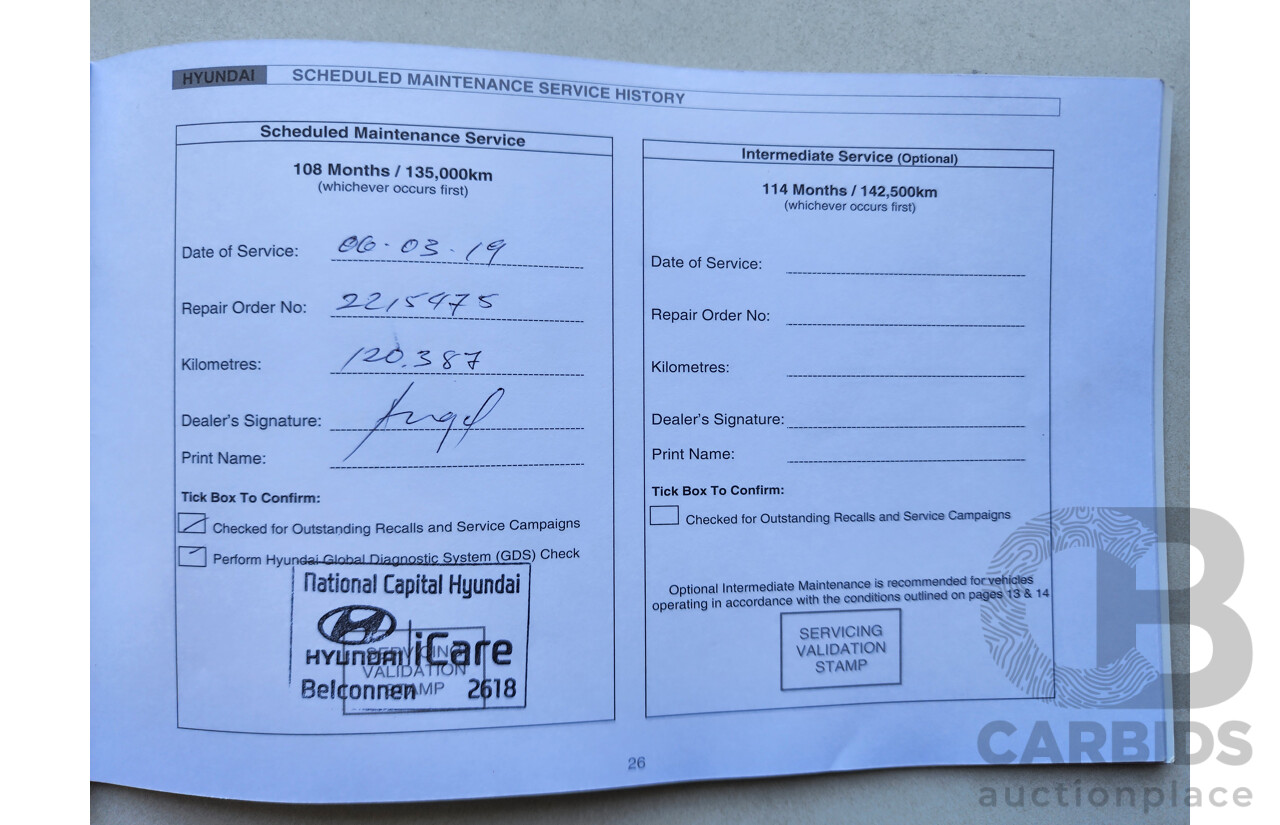 HYUNDAI SCHEDULED MAINTENANCE SERVICE HISTORY
Scheduled Maintenance Service
108 Months / 135,000km
(whichever occurs first)
Date of Service: 06-03-19
Repair Order No: 2215475
Kilometres: 120.387
Dealer's Signature:
Print Name:
Tick Box To Confirm:
Checked for Outstanding Recalls and Service Campaigns
Perform Hyundai Global Diagnostic System (GDS) Check
National Capital Hyundai
HYUNDAI iCare
Belconnen 2618
SERVICING
VALIDATION
STAMP
Intermediate Service (Optional)
114 Months / 142,500km
(whichever occurs first)
Date of Service:
Repair Order No:
Kilometres:
Dealer's Signature:
Print Name:
Tick Box To Confirm:
Checked for Outstanding Recalls and Service Campaigns
Optional Intermediate Maintenance is recommended for vehicles
operating in accordance with the conditions outlined on pages 13 & 14
SERVICING
VALIDATION
STAMP
26
CB
CARBIDS
auctionplace